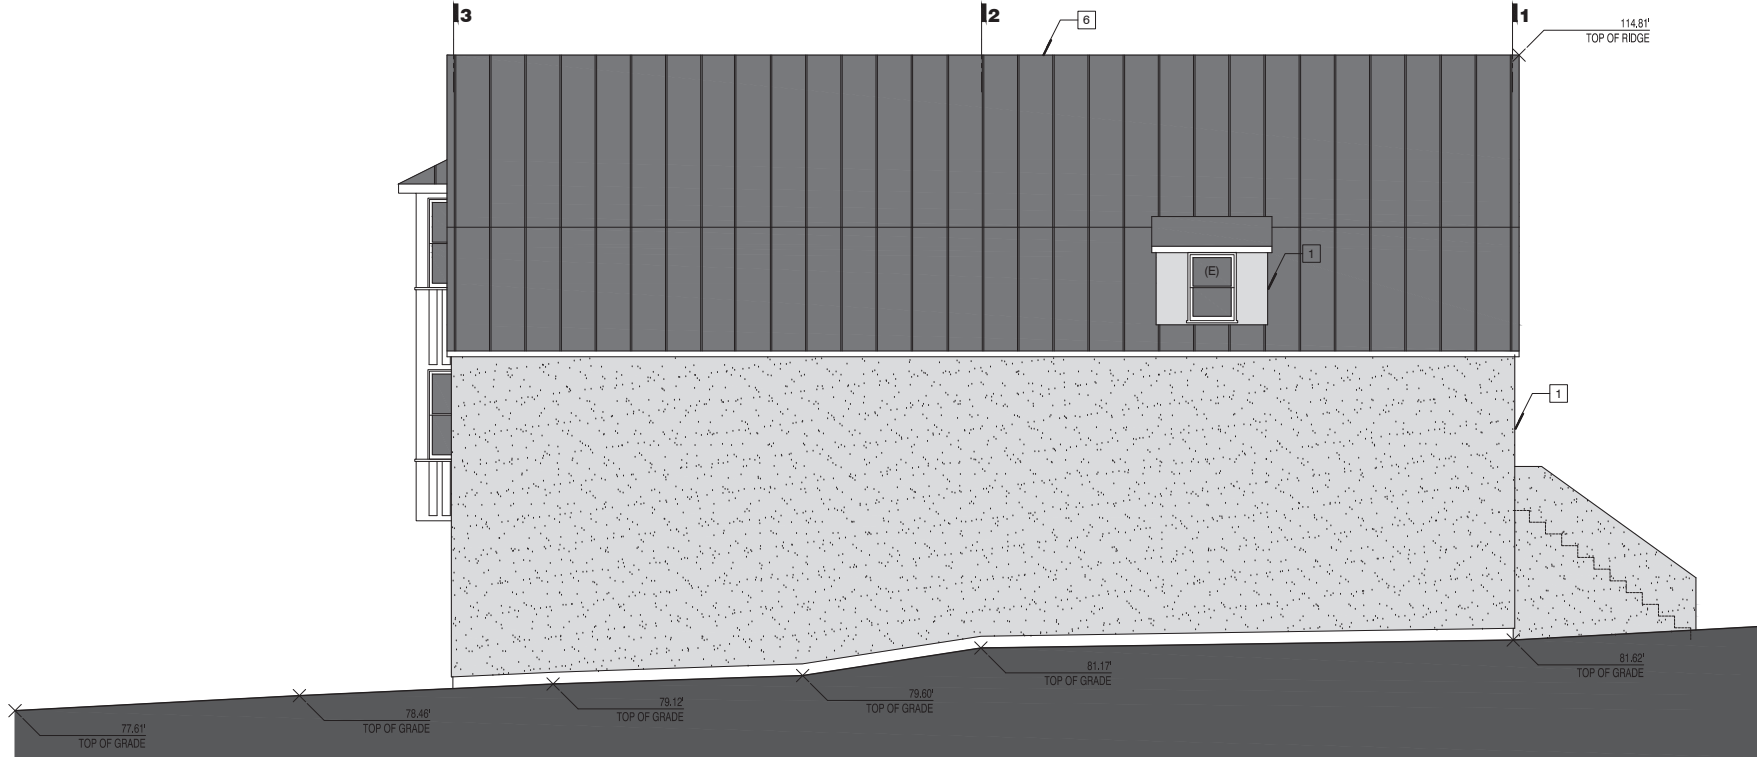 3
2
1
6
114.81'
TOP OF RIDGE
(E)
1
1
81.62'
TOP OF GRADE
81.17'
TOP OF GRADE
79.60'
TOP OF GRADE
79.12'
TOP OF GRADE
78.46'
TOP OF GRADE
77.61'
TOP OF GRADE